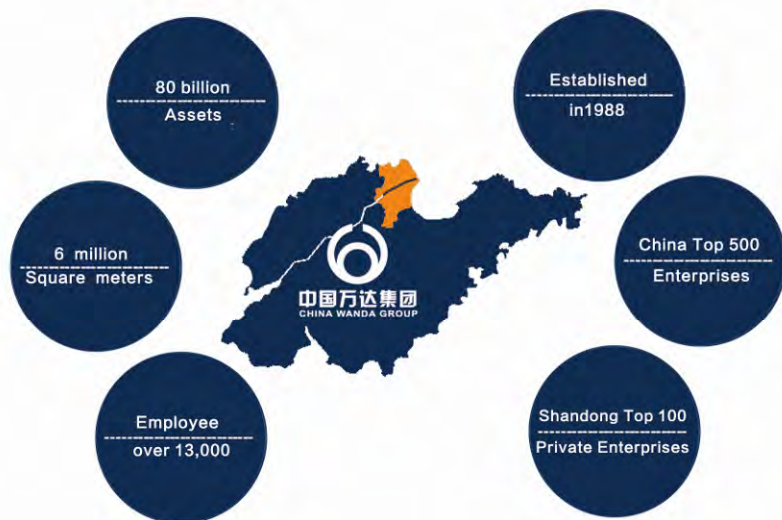 80 billion
Assets
Established
in1988
6 million
Square meters
中国万达集团
CHINA WANDA GROUP
China Top 500
Enterprises
Employee
over 13,000
Shandong Top 100
Private Enterprises